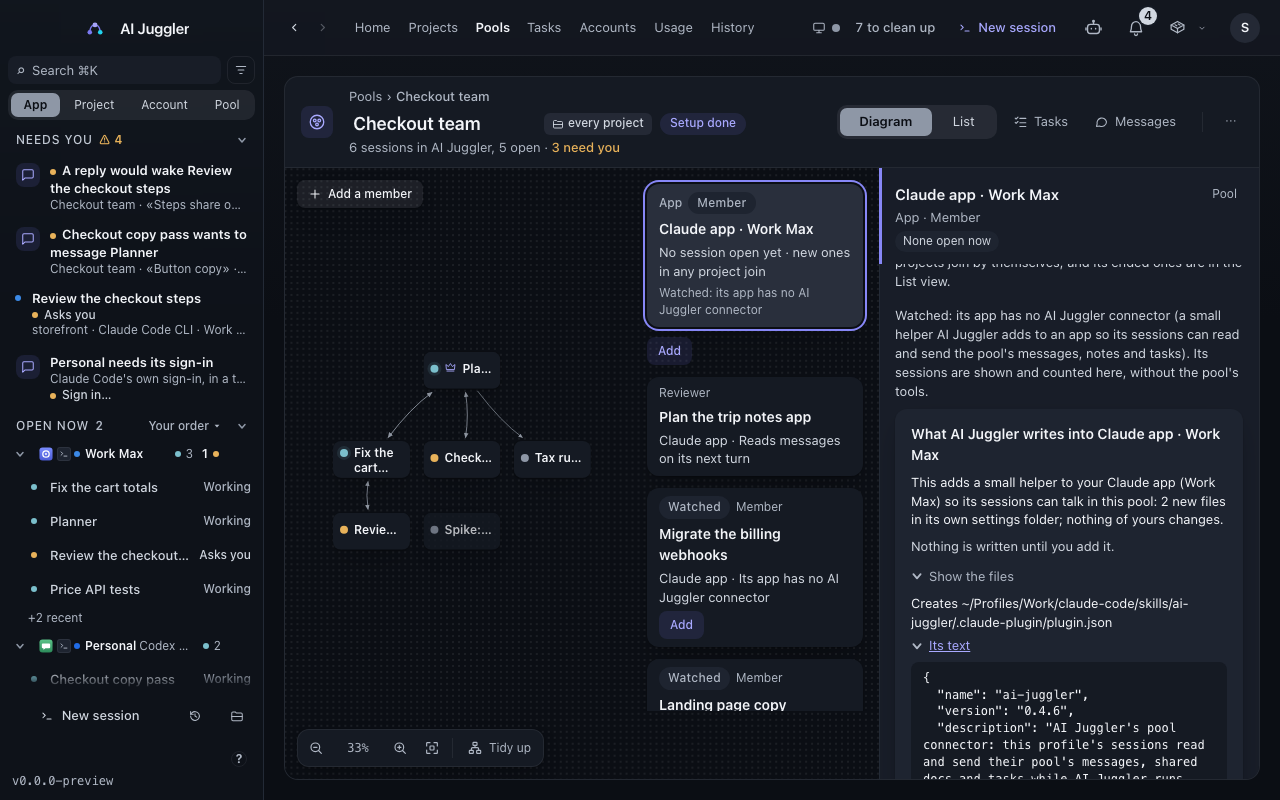 AI Juggler
Search ⌘K
App Project Account Pool
NEEDS YOU 4
A reply would wake Review
the checkout steps
Checkout team · «Steps share o...
Checkout copy pass wants to
message Planner
Checkout team · «Button copy» ·...
Review the checkout steps
Asks you
storefront · Claude Code CLI · Work ...
Personal needs its sign-in
Claude Code's own sign-in, in a t...
Sign in...
OPEN NOW 2 Your order
Work Max 3 1
Fix the cart totals Working
Planner Working
Review the checkout... Asks you
Price API tests Working
+2 recent
Personal Codex ... 2
Checkout copy pass Working
New session
?
v0.0.0-preview
Home Projects Pools Tasks Accounts Usage History
7 to clean up
New session
4
S
Pools › Checkout team
Checkout team every project Setup done
6 sessions in AI Juggler, 5 open · 3 need you
Diagram List Tasks Messages ...
+ Add a member
Pla...
Fix the
cart...
Check...
Tax ru...
Revie...
Spike:...
33% Tidy up
App Member
Claude app · Work Max
No session open yet · new ones
in any project join
Watched: its app has no AI
Juggler connector
Add
Reviewer
Plan the trip notes app
Claude app · Reads messages
on its next turn
Watched Member
Migrate the billing
webhooks
Claude app · Its app has no AI
Juggler connector
Add
Watched Member
Landing page copy
Claude app · Work Max Pool
App · Member
None open now
projects join by themselves, and its ended ones are in the
List view.
Watched: its app has no AI Juggler connector (a small
helper AI Juggler adds to an app so its sessions can read
and send the pool's messages, notes and tasks). Its
sessions are shown and counted here, without the pool's
tools.
What AI Juggler writes into Claude app · Work
Max
This adds a small helper to your Claude app (Work
Max) so its sessions can talk in this pool: 2 new files
in its own settings folder; nothing of yours changes.
Nothing is written until you add it.
Show the files
Creates ~/Profiles/Work/claude-code/skills/ai-
juggler/.claude-plugin/plugin.json
Its text
{
"name": "ai-juggler",
"version": "0.4.6",
"description": "AI Juggler's pool
connector: this profile's sessions read
and send their pool's messages, shared
docs and tasks while AI Juggler runs